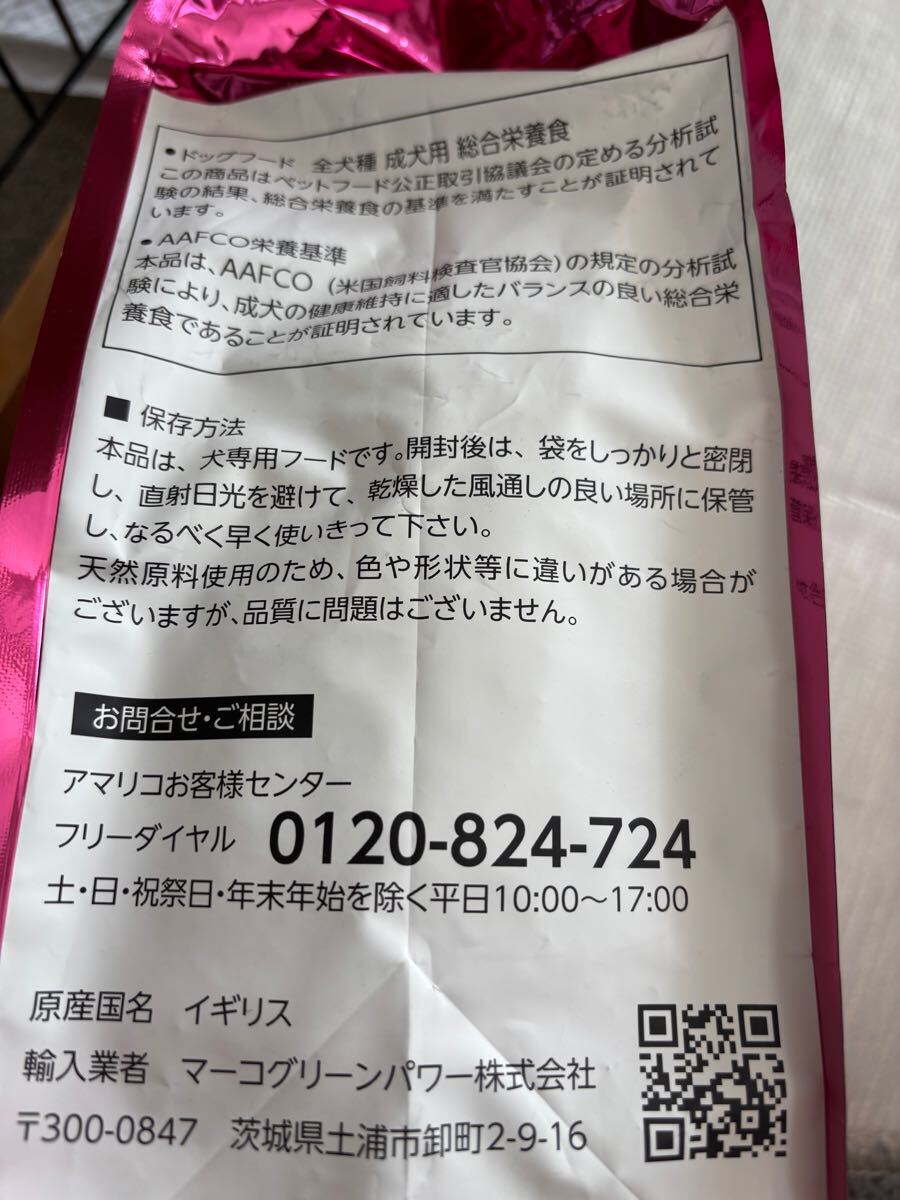 •ドッグフード 全犬種 成犬用 総合栄養食
この商品はペットフード公正取引協議会の定める分析試
験の結果、総合栄養食の基準を満たすことが証明されて
います。
•AAFCO栄養基準
本品は、AAFCO (米国飼料検査官協会)の規定の分析試
験により、成犬の健康維持に適したバランスの良い総合栄
養食であることが証明されています。
■ 保存方法
本品は、犬専用フードです。開封後は、袋をしっかりと密閉
し、直射日光を避けて、乾燥した風通しの良い場所に保管
し、なるべく早く使いきって下さい。
天然原料使用のため、色や形状等に違いがある場合が
ございますが、品質に問題はございません。
お問合せ・ご相談
アマリコお客様センター
フリーダイヤル 0120-824-724
土・日・祝祭日・年末年始を除く平日10:00～17:00
原産国名 イギリス
輸入業者 マーコグリーンパワー株式会社
〒300-0847 茨城県土浦市卸町2-9-16